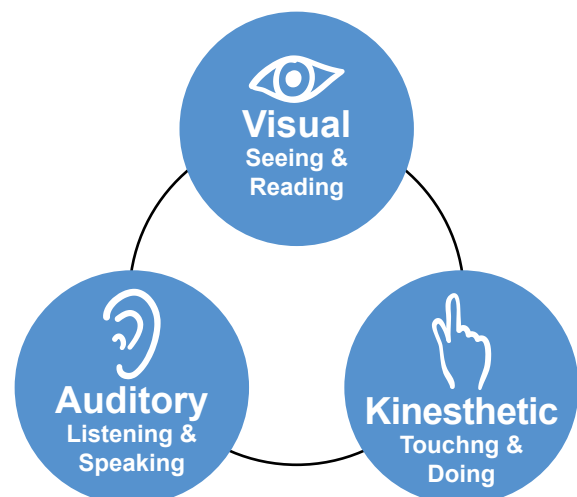 Visual
Seeing &
Reading
Auditory
Listening &
Speaking
Kinesthetic
Touchng &
Doing